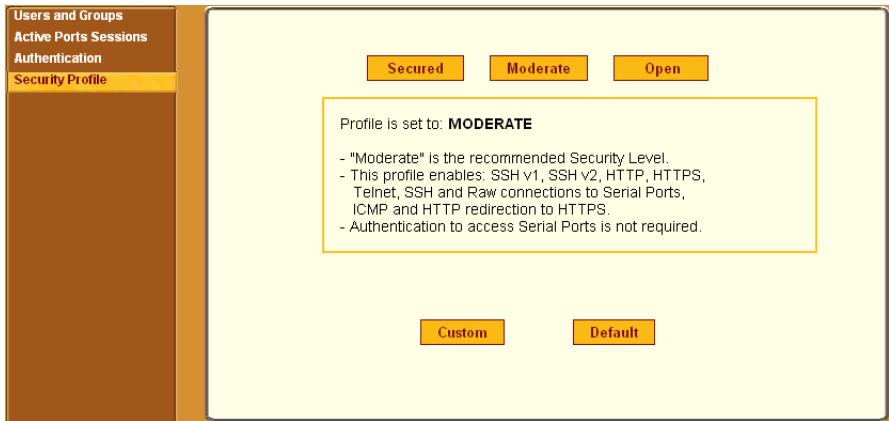 Users and Groups
Active Ports Sessions
Authentication
Security Profile
Secured
Moderate
Open
Profile is set to: MODERATE
- "Moderate" is the recommended Security Level.
- This profile enables: SSH v1, SSH v2, HTTP, HTTPS,
Telnet, SSH and Raw connections to Serial Ports,
ICMP and HTTP redirection to HTTPS.
- Authentication to access Serial Ports is not required.
Custom
Default